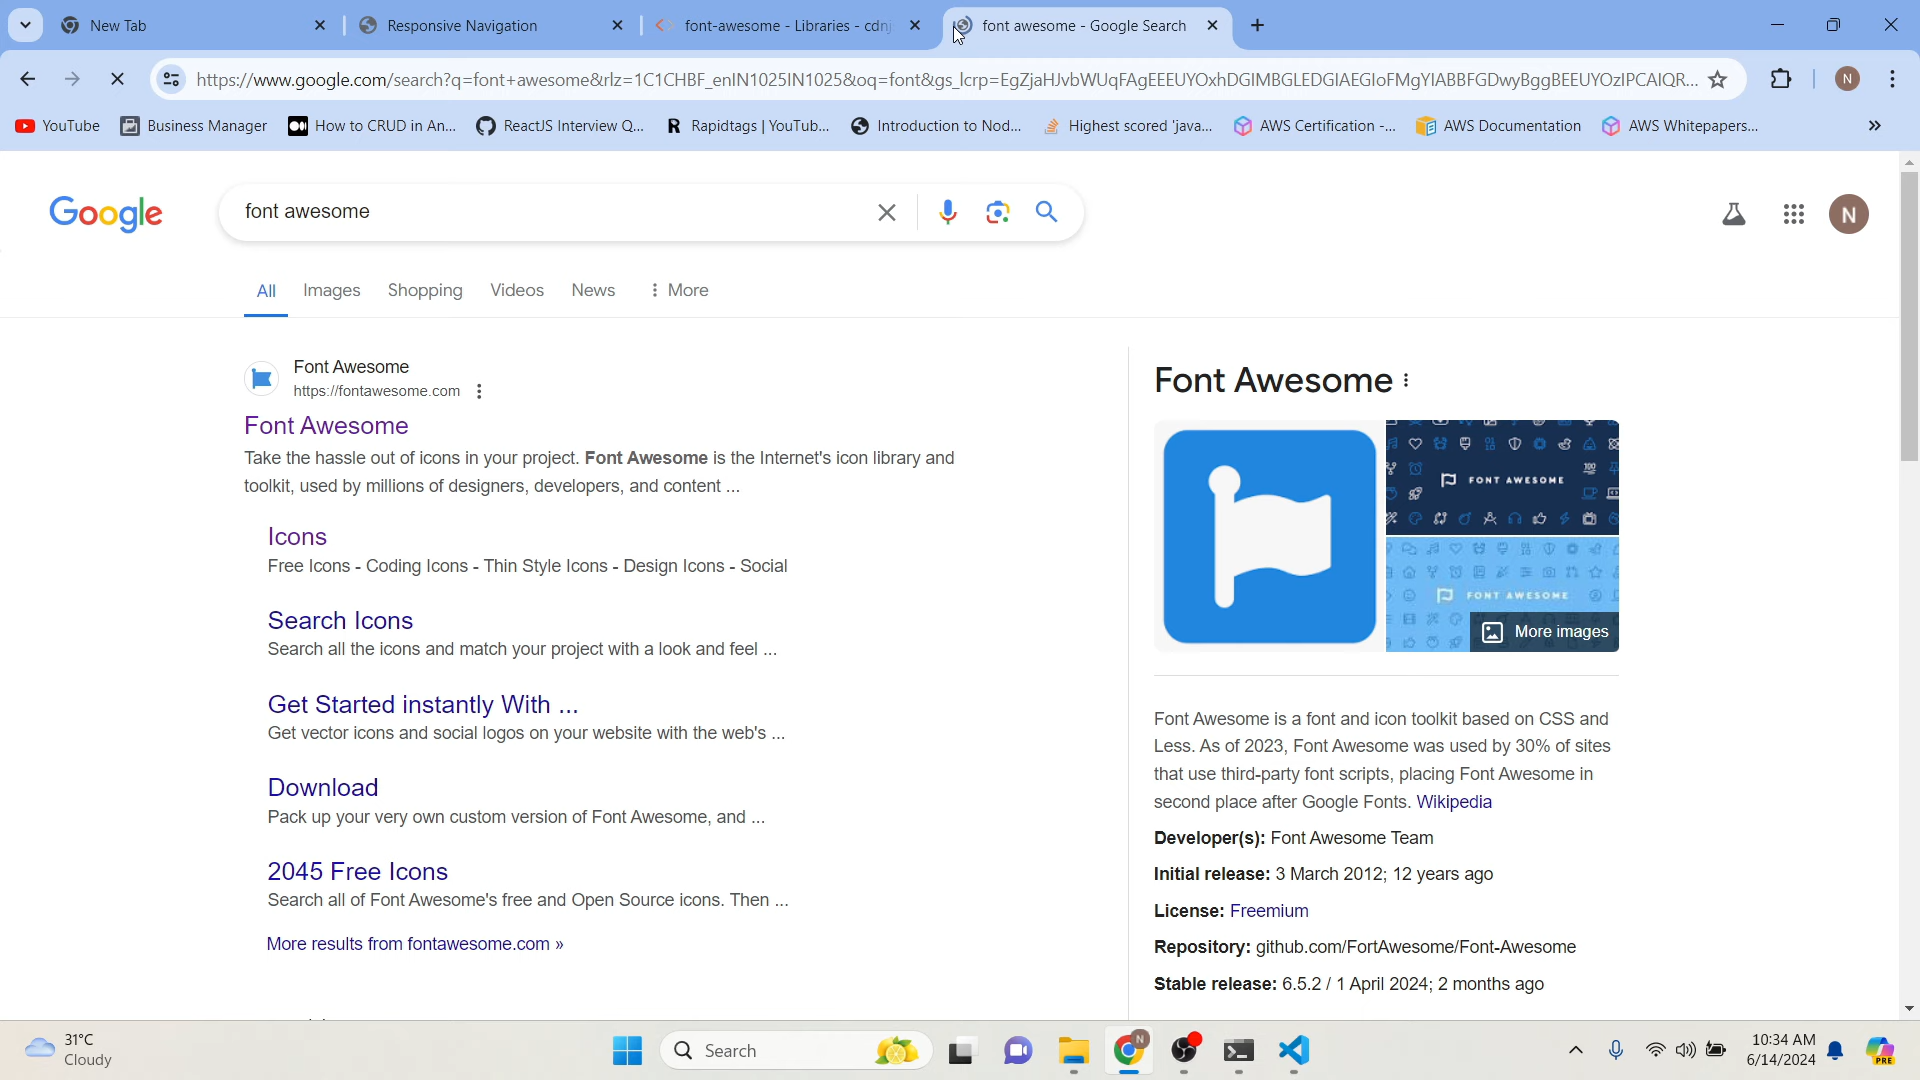 New Tab
Responsive Navigation
font-awesome - Libraries - cdnj
font awesome - Google Search
https://www.google.com/search?q=font+awesome&rlz=1C1CHBF_enIN1025IN1025&oq=font&gs_lcrp=EgZjaHJvbWUqFAgEEEUYOxhDGIMBGLEDGIAEGIoFMgYIABBFGDwyBggBEEUYOzIPCAIQR...
N
YouTube
Business Manager
How to CRUD in An...
ReactJS Interview Q...
Rapidtags | YouTub...
Introduction to Nod...
Highest scored 'java...
AWS Certification -...
AWS Documentation
AWS Whitepapers...
Google
font awesome
N
All
Images
Shopping
Videos
News
More
Font Awesome
https://fontawesome.com
Font Awesome
Take the hassle out of icons in your project. Font Awesome is the Internet's icon library and
toolkit, used by millions of designers, developers, and content ...
Icons
Free Icons - Coding Icons - Thin Style Icons - Design Icons - Social
Search Icons
Search all the icons and match your project with a look and feel ...
Get Started instantly With ...
Get vector icons and social logos on your website with the web's ...
Download
Pack up your very own custom version of Font Awesome, and ...
2045 Free Icons
Search all of Font Awesome's free and Open Source icons. Then ...
More results from fontawesome.com »
Font Awesome
FONT AWESOME
FONT AWESOME
More images
Font Awesome is a font and icon toolkit based on CSS and
Less. As of 2023, Font Awesome was used by 30% of sites
that use third-party font scripts, placing Font Awesome in
second place after Google Fonts. Wikipedia
Developer(s): Font Awesome Team
Initial release: 3 March 2012; 12 years ago
License: Freemium
Repository: github.com/FortAwesome/Font-Awesome
Stable release: 6.5.2 / 1 April 2024; 2 months ago
31°C
Cloudy
Search
N
10:34 AM
6/14/2024
PRE